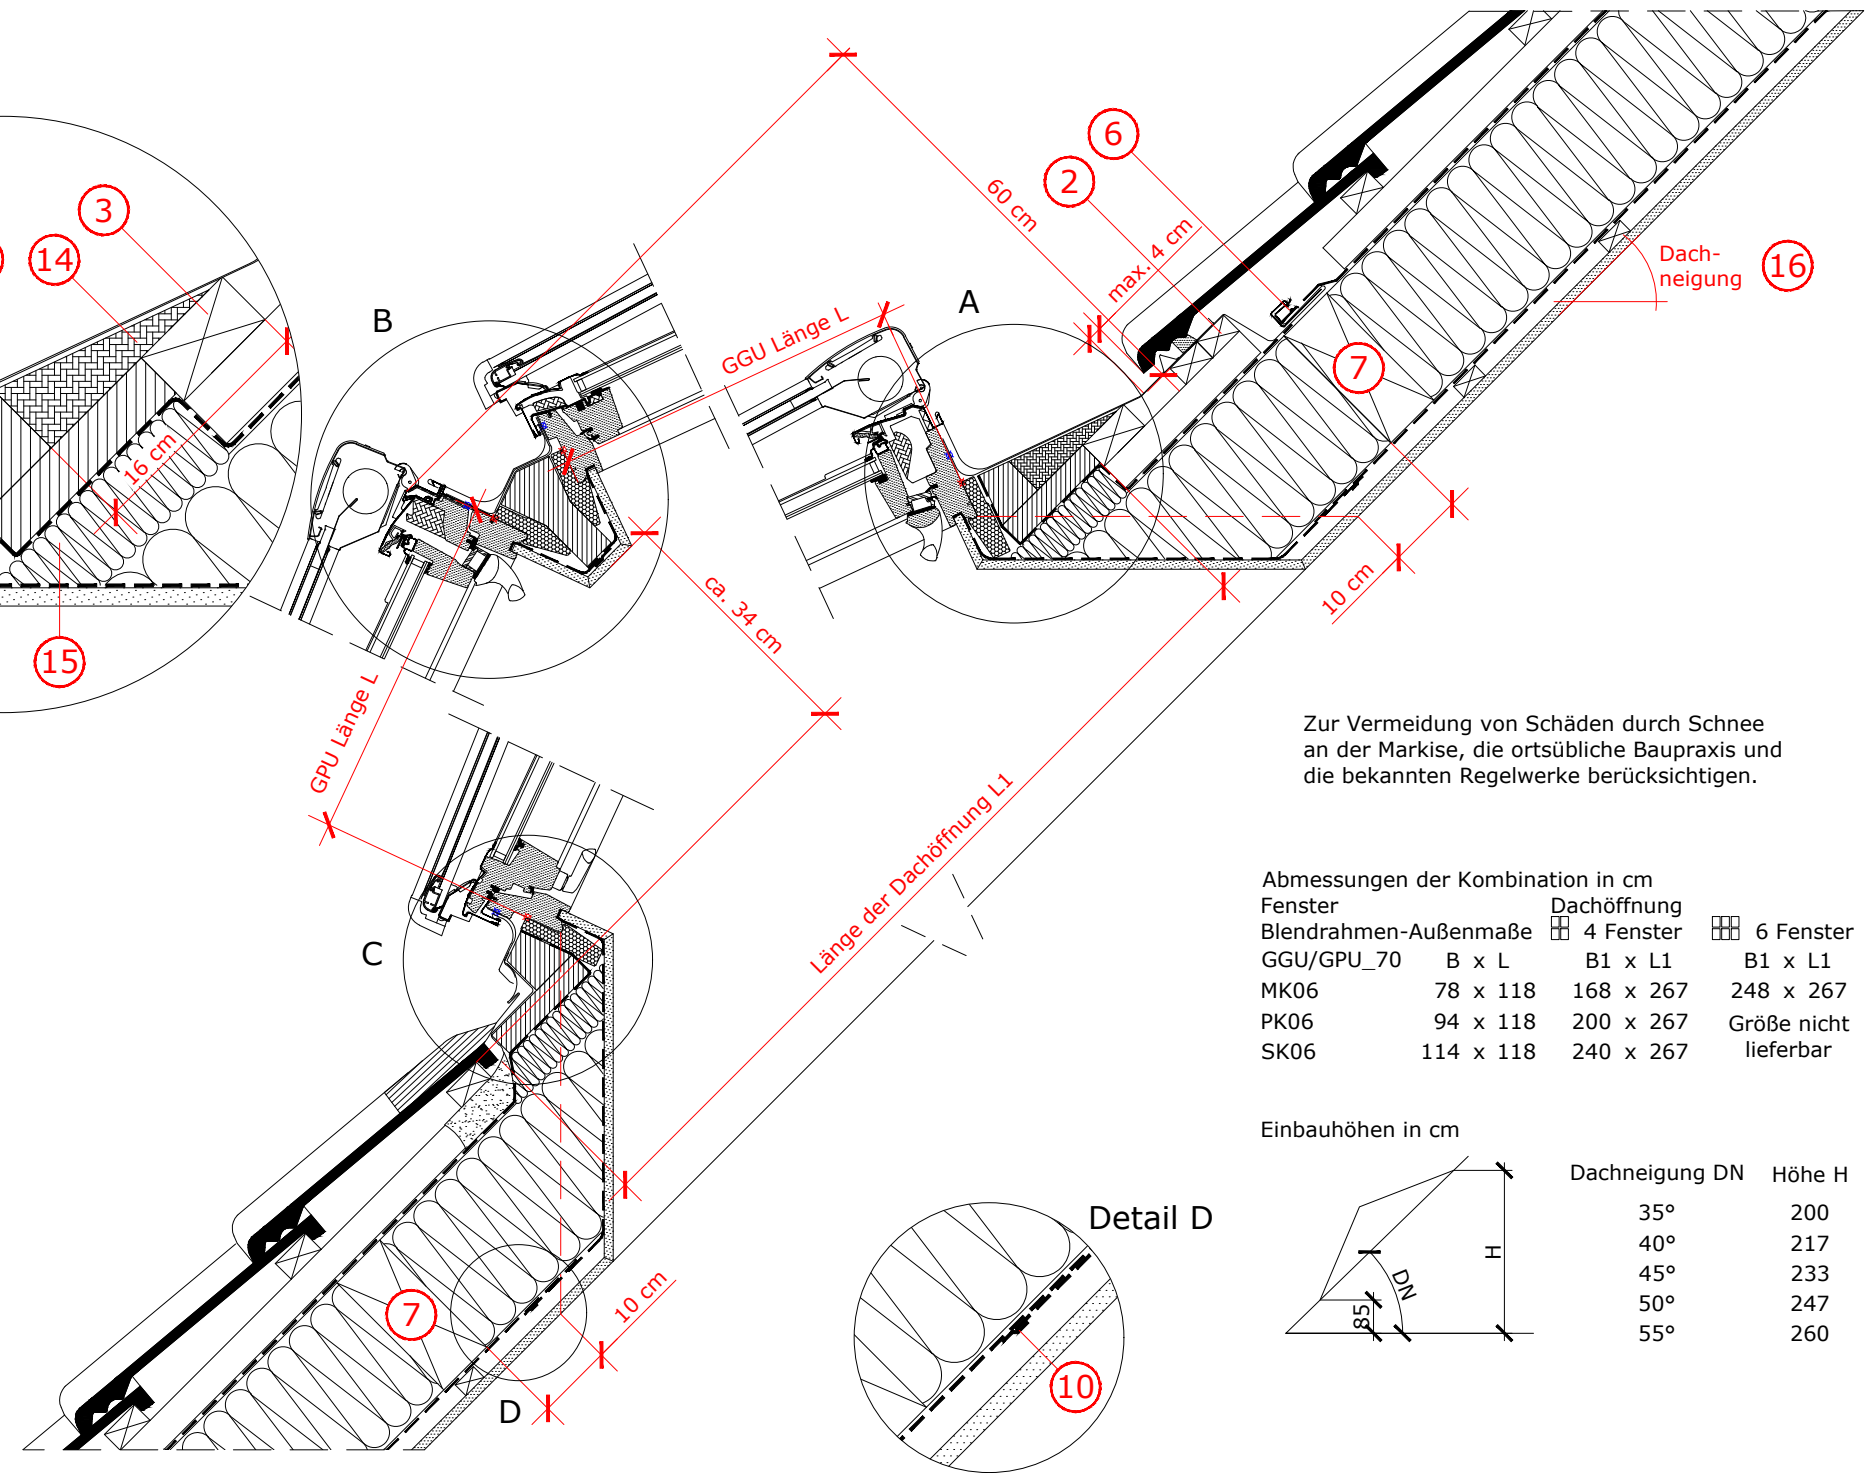 3
14
15
16 cm
B
A
C
D
6
2
60 cm
max. 4 cm
GGU Länge L
7
Dach-
neigung
16
10 cm
ca. 34 cm
GPU Länge L
Länge der Dachöffnung L1
7
10 cm
Detail D
10
Zur Vermeidung von Schäden durch Schnee
an der Markise, die ortsübliche Baupraxis und
die bekannten Regelwerke berücksichtigen.
Abmessungen der Kombination in cm
Fenster Dachöffnung
Blendrahmen-Außenmaße 4 Fenster 6 Fenster
GGU/GPU_70 B x L B1 x L1 B1 x L1
MK06 78 x 118 168 x 267 248 x 267
PK06 94 x 118 200 x 267 Größe nicht
SK06 114 x 118 240 x 267 lieferbar
Einbauhöhen in cm
Dachneigung DN Höhe H
35° 200
40° 217
45° 233
50° 247
55° 260
H
DN
85